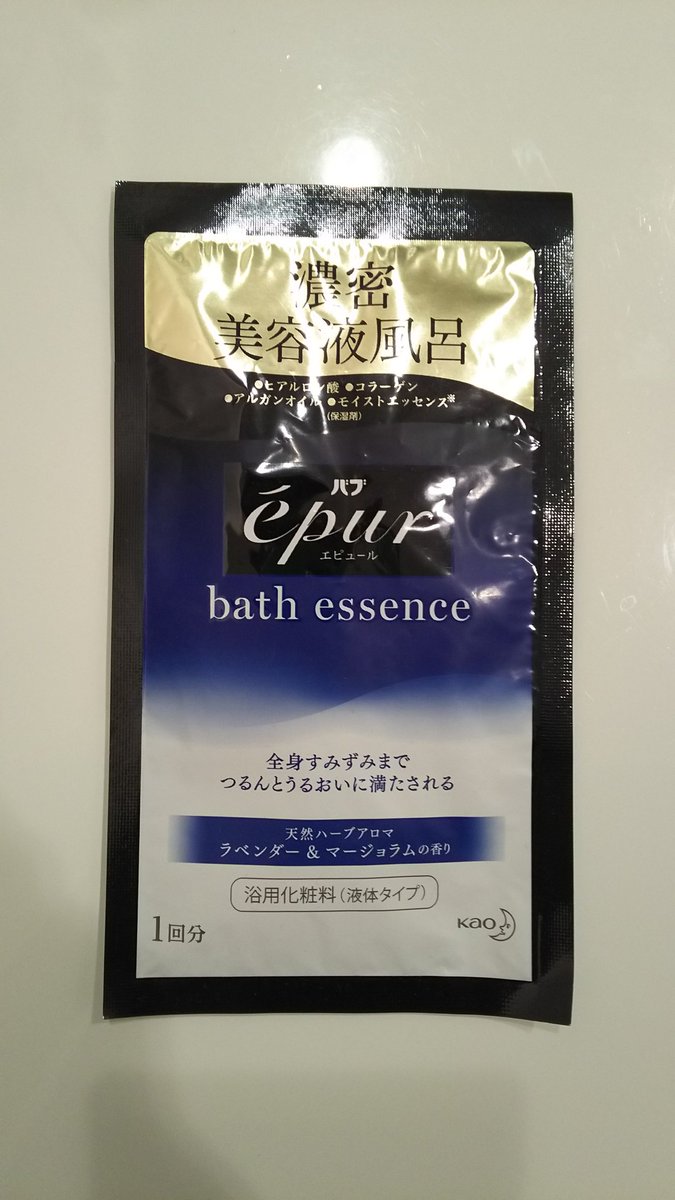 濃密
美容液風呂
●ヒアルロン酸 ●コラーゲン
●アルガンオイル ●モイストエッセンス※
(保湿剤)
バブ
épur
エピュール
bath essence
全身すみずみまで
つるんとうるおいに満たされる
天然ハーブアロマ
ラベンダー & マージョラムの香り
浴用化粧料(液体タイプ)
1回分
Kao